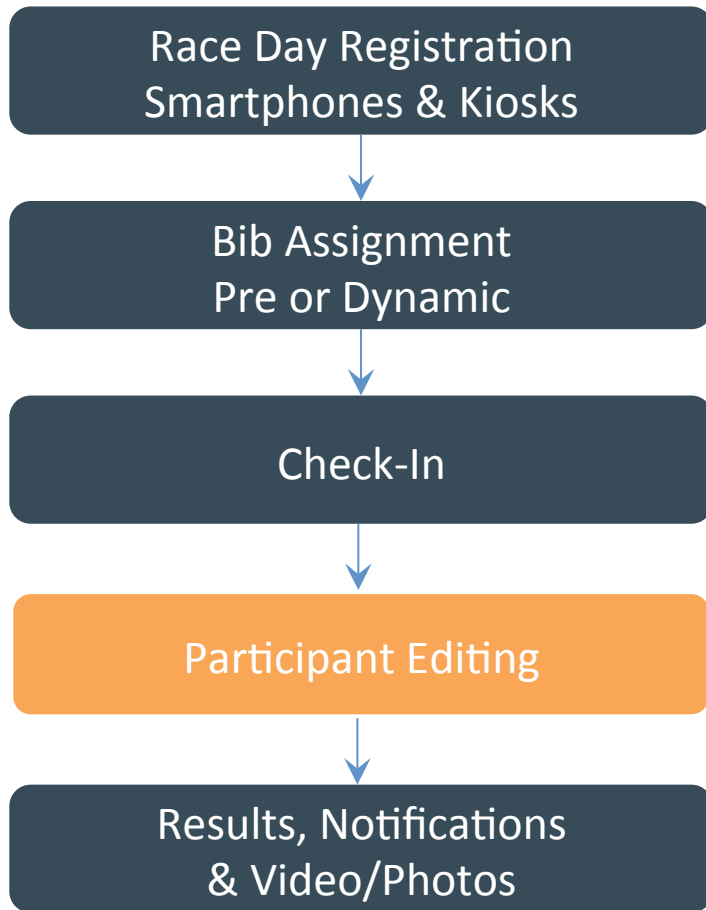 Race Day Registration
Smartphones & Kiosks
Bib Assignment
Pre or Dynamic
Check-In
Participant Editing
Results, Notifications
& Video/Photos